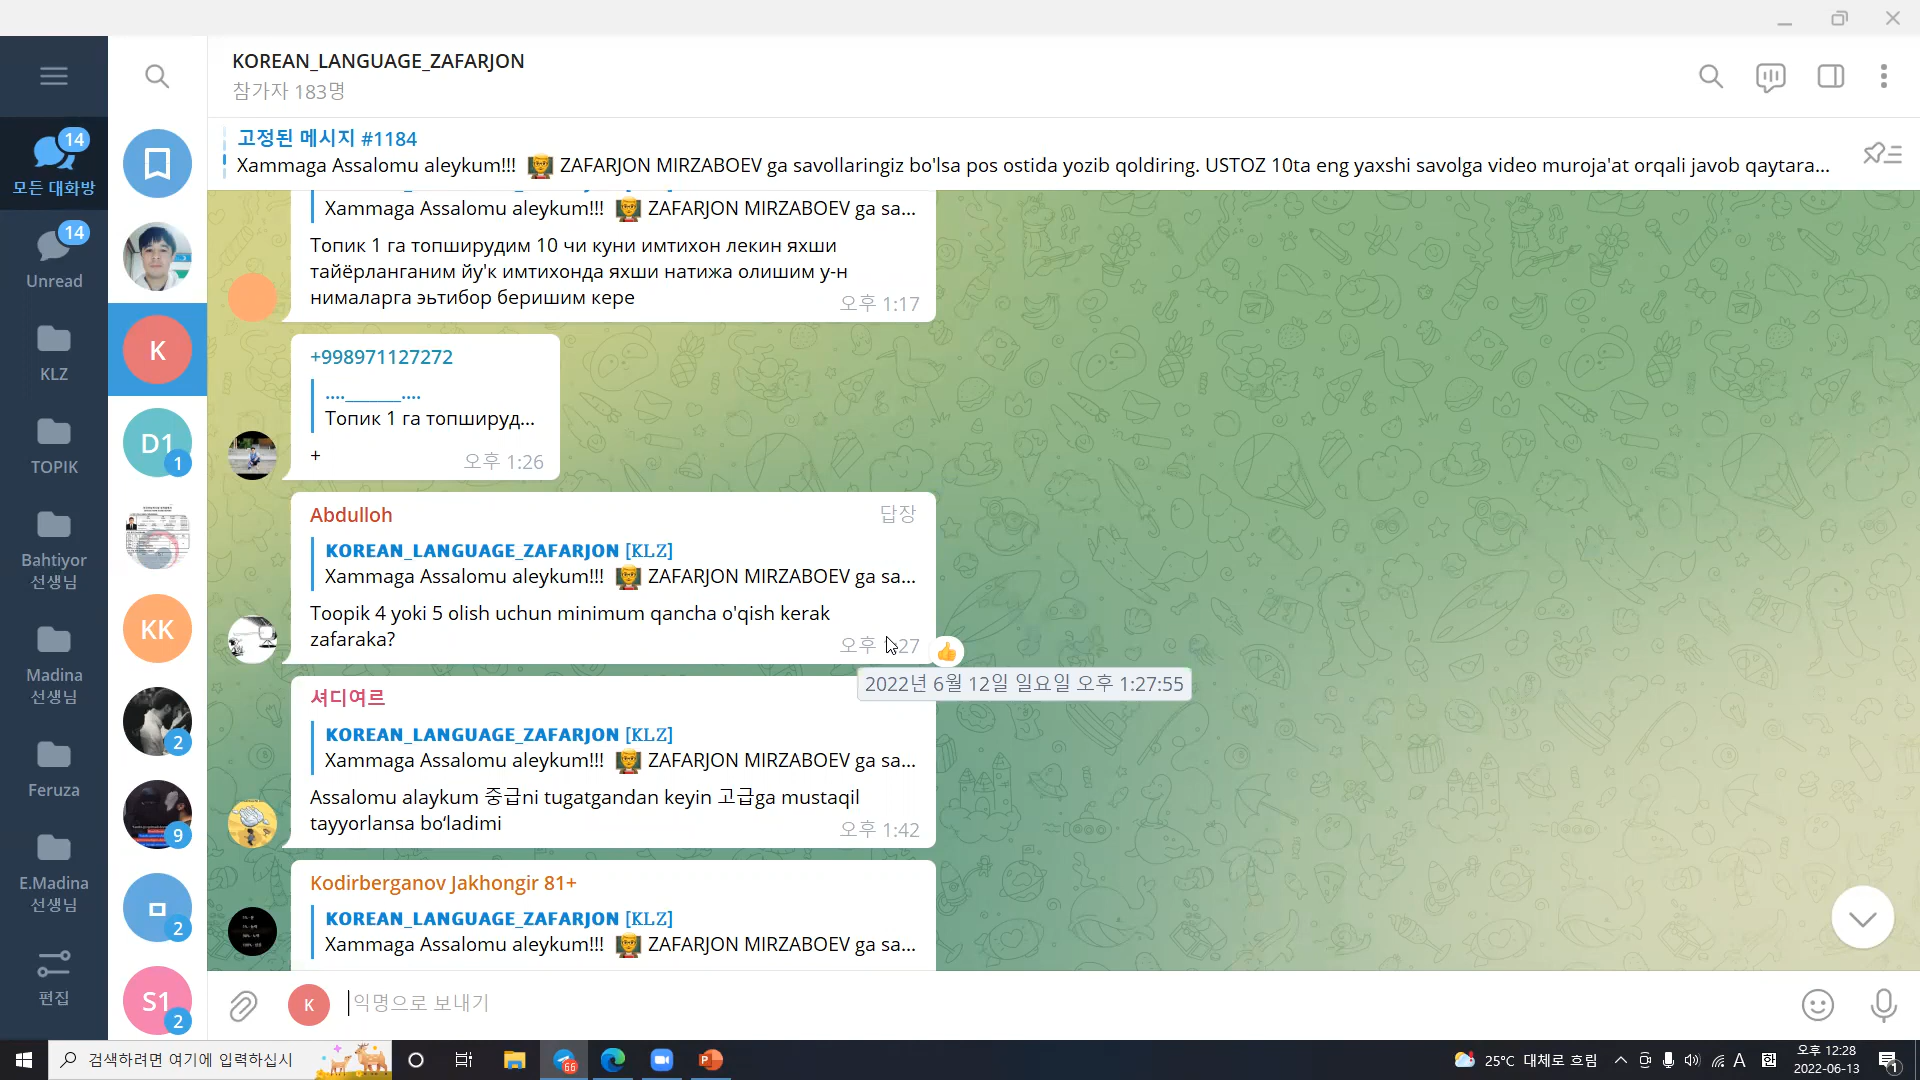 KOREAN_LANGUAGE_ZAFARJON
참가자 183명
고정된 메시지 #1184
Xammaga Assalomu aleykum!!! 👨‍🏫 ZAFARJON MIRZABOEV ga savollaringiz bo'lsa pos ostida yozib qoldiring. USTOZ 10ta eng yaxshi savolga video muroja'at orqali javob qaytara...
14
모든 대화방
14
Unread
KLZ
TOPIK
Bahtiyor
선생님
Madina
선생님
Feruza
E.Madina
선생님
편집
K
D1
1
KK
2
9
ㅁ
2
S1
2
Xammaga Assalomu aleykum!!! 👨‍🏫 ZAFARJON MIRZABOEV ga sa...
Топик 1 га топширудим 10 чи куни имтихон лекин яхши
тайёрланганим йу'к имтихонда яхши натижа олишим у-н
нималарга эьтибор беришим кере
오후 1:17
+998971127272
...._______....
Топик 1 га топшируд...
+
오후 1:26
Abdulloh
답장
KOREAN_LANGUAGE_ZAFARJON [KLZ]
Xammaga Assalomu aleykum!!! 👨‍🏫 ZAFARJON MIRZABOEV ga sa...
Toopik 4 yoki 5 olish uchun minimum qancha o'qish kerak
zafaraka?
오후 1:27
👍
2022년 6월 12일 일요일 오후 1:27:55
셔디여르
KOREAN_LANGUAGE_ZAFARJON [KLZ]
Xammaga Assalomu aleykum!!! 👨‍🏫 ZAFARJON MIRZABOEV ga sa...
Assalomu alaykum 중급ni tugatgandan keyin 고급ga mustaqil
tayyorlansa bo‘ladimi
오후 1:42
Kodirberganov Jakhongir 81+
KOREAN_LANGUAGE_ZAFARJON [KLZ]
Xammaga Assalomu aleykum!!! 👨‍🏫 ZAFARJON MIRZABOEV ga sa...
K
익명으로 보내기
검색하려면 여기에 입력하십시
66
25°C 대체로 흐림
A
한
오후 12:28
2022-06-13
1